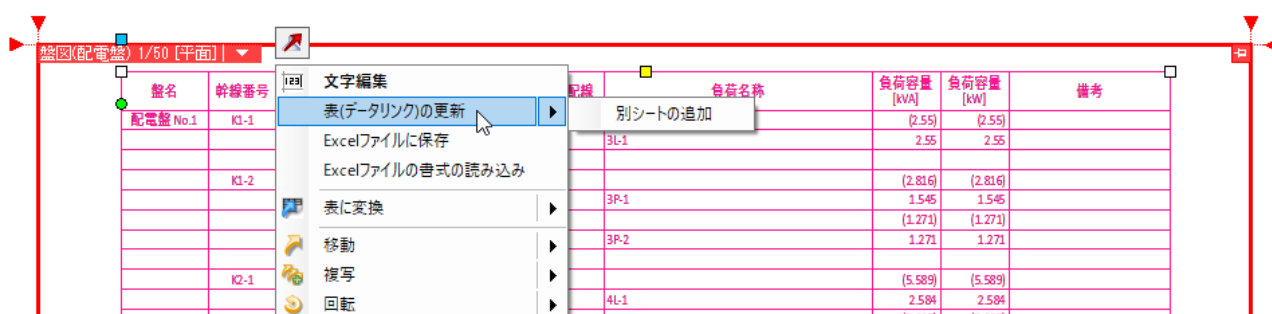 盤図(配電盤) 1/50 [平面]
盤名 幹線番号 配線 負荷名称 負荷容量 [kVA] 負荷容量 [kW] 備考
配電盤 No.1 K1-1 (2.55) (2.55)
3L-1 2.55 2.55
K1-2 (2.816) (2.816)
3P-1 1.545 1.545
(1.271) (1.271)
3P-2 1.271 1.271
K2-1 (5.589) (5.589)
4L-1 2.584 2.584
文字編集
表(データリンク)の更新
別シートの追加
Excelファイルに保存
Excelファイルの書式の読み込み
表に変換
移動
複写
回転